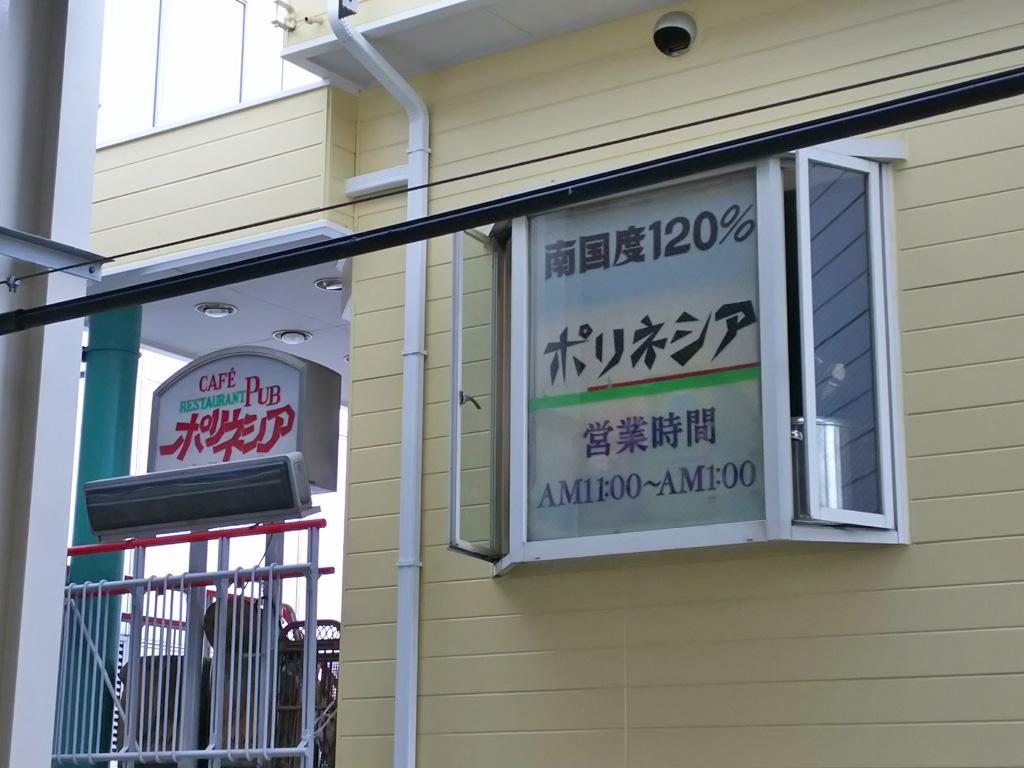 CAFÉ
RESTAURANT PUB
ポリネシア
南国度120%
ポリネシア
営業時間
AM11:00~AM1:00